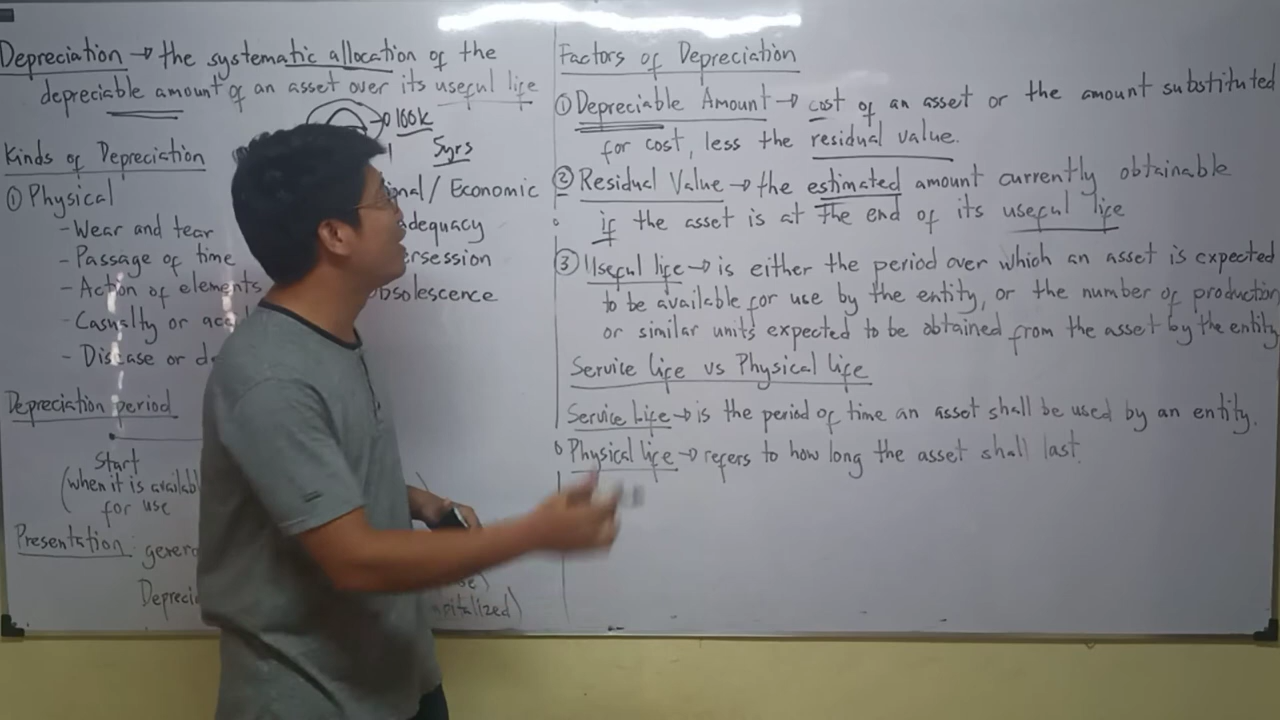 Depreciation → the systematic allocation of the
depreciable amount of an asset over its useful life
→ 100k
5yrs
Kinds of Depreciation
① Physical
- Wear and tear
- Passage of time
- Action of elements
- Casualty or
- Disease or
/ Economic
Obsolescence
Depreciation period
Start
(when it is
for use
Presentation:
Factors of Depreciation
① Depreciable Amount → cost of an asset or the amount substituted
for cost, less the residual value.
② Residual Value → the estimated amount currently obtainable
if the asset is at the end of its useful life
③ Useful life → is either the period over which an asset is expected
to be available for use by the entity, or the number of production
or similar units expected to be obtained from the asset by the entity
Service life vs Physical life
Service Life → is the period of time an asset shall be used by an entity.
Physical life → refers to how long the asset shall last.